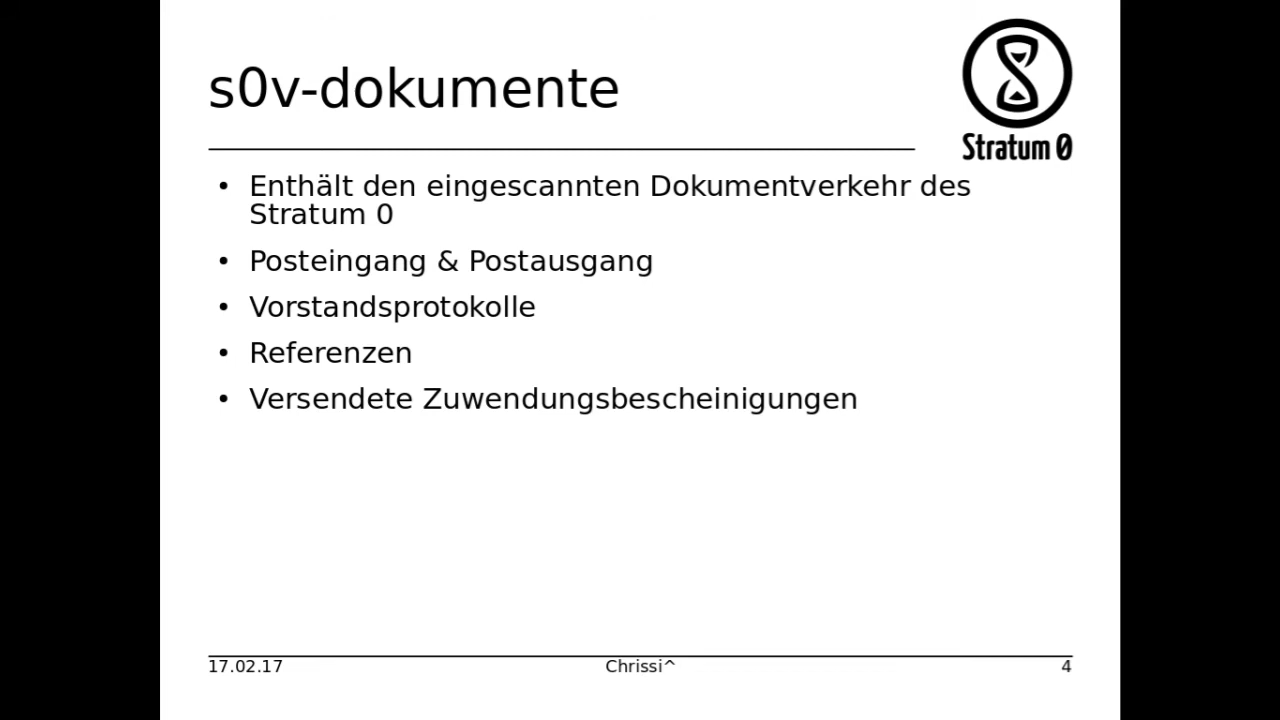 s0v-dokumente
Stratum 0
• Enthält den eingescannten Dokumentverkehr des
Stratum 0
• Posteingang & Postausgang
• Vorstandsprotokolle
• Referenzen
• Versendete Zuwendungsbescheinigungen
17.02.17 Chrissi^ 4